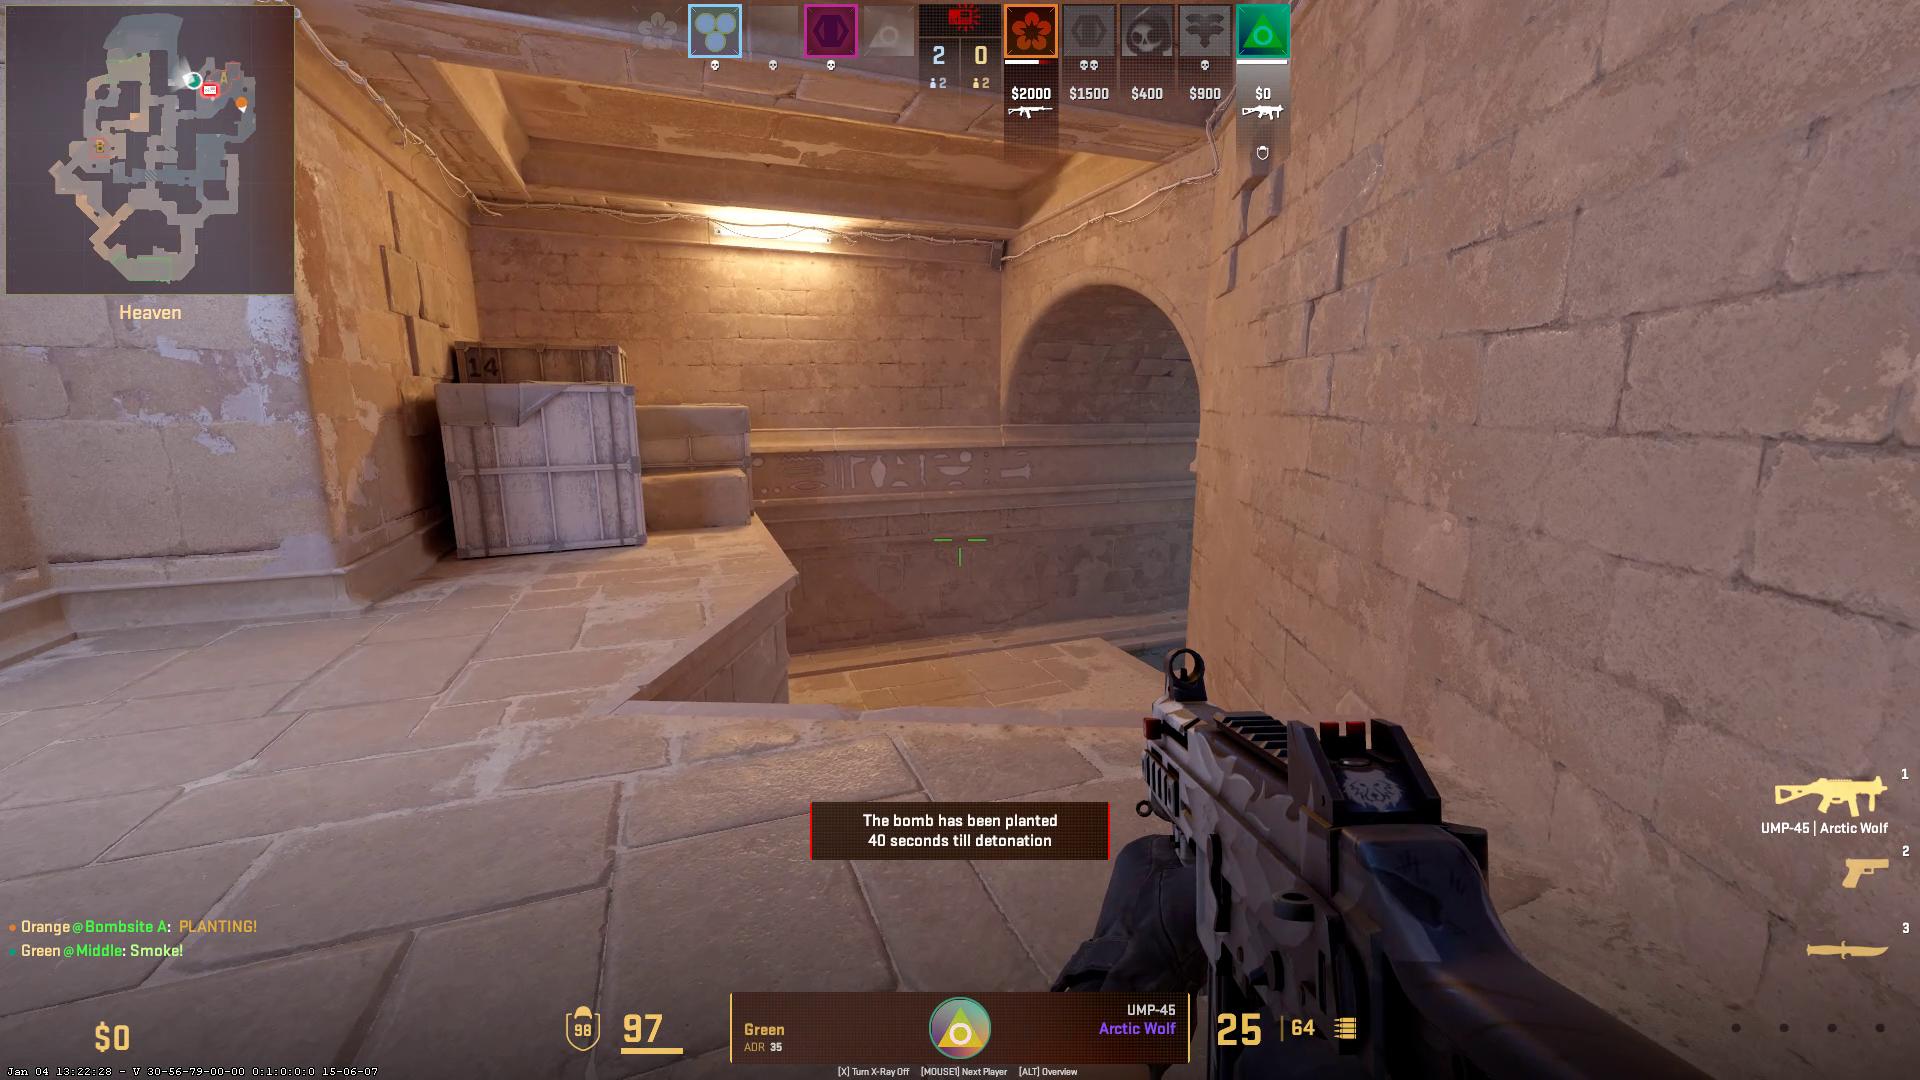 2 0
2 2
$2000 $1500 $400 $900 $0
A
B
Heaven
14
The bomb has been planted
40 seconds till detonation
1
UMP-45 | Arctic Wolf
2
3
Orange@Bombsite A: PLANTING!
Green@Middle: Smoke!
$0
98 97
Green
ADR 35
UMP-45
Arctic Wolf
25 | 64
[X] Turn X-Ray Off [MOUSE1] Next Player [ALT] Overview
Jan 04 13:22:28 - V 30-56-79-00-00 0:1:0:0:0 15-06-07